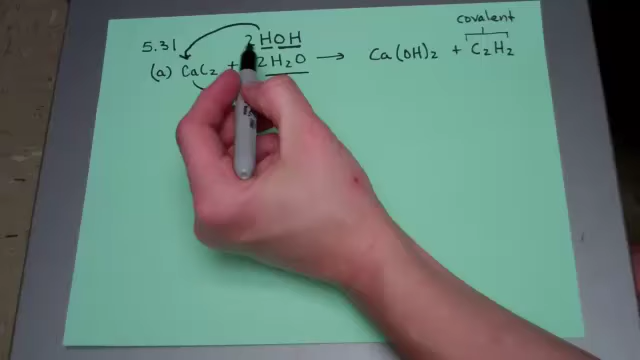 covalent
5.31 2 HOH
(a) CaC₂ + 2H₂O → Ca(OH)₂ + C₂H₂